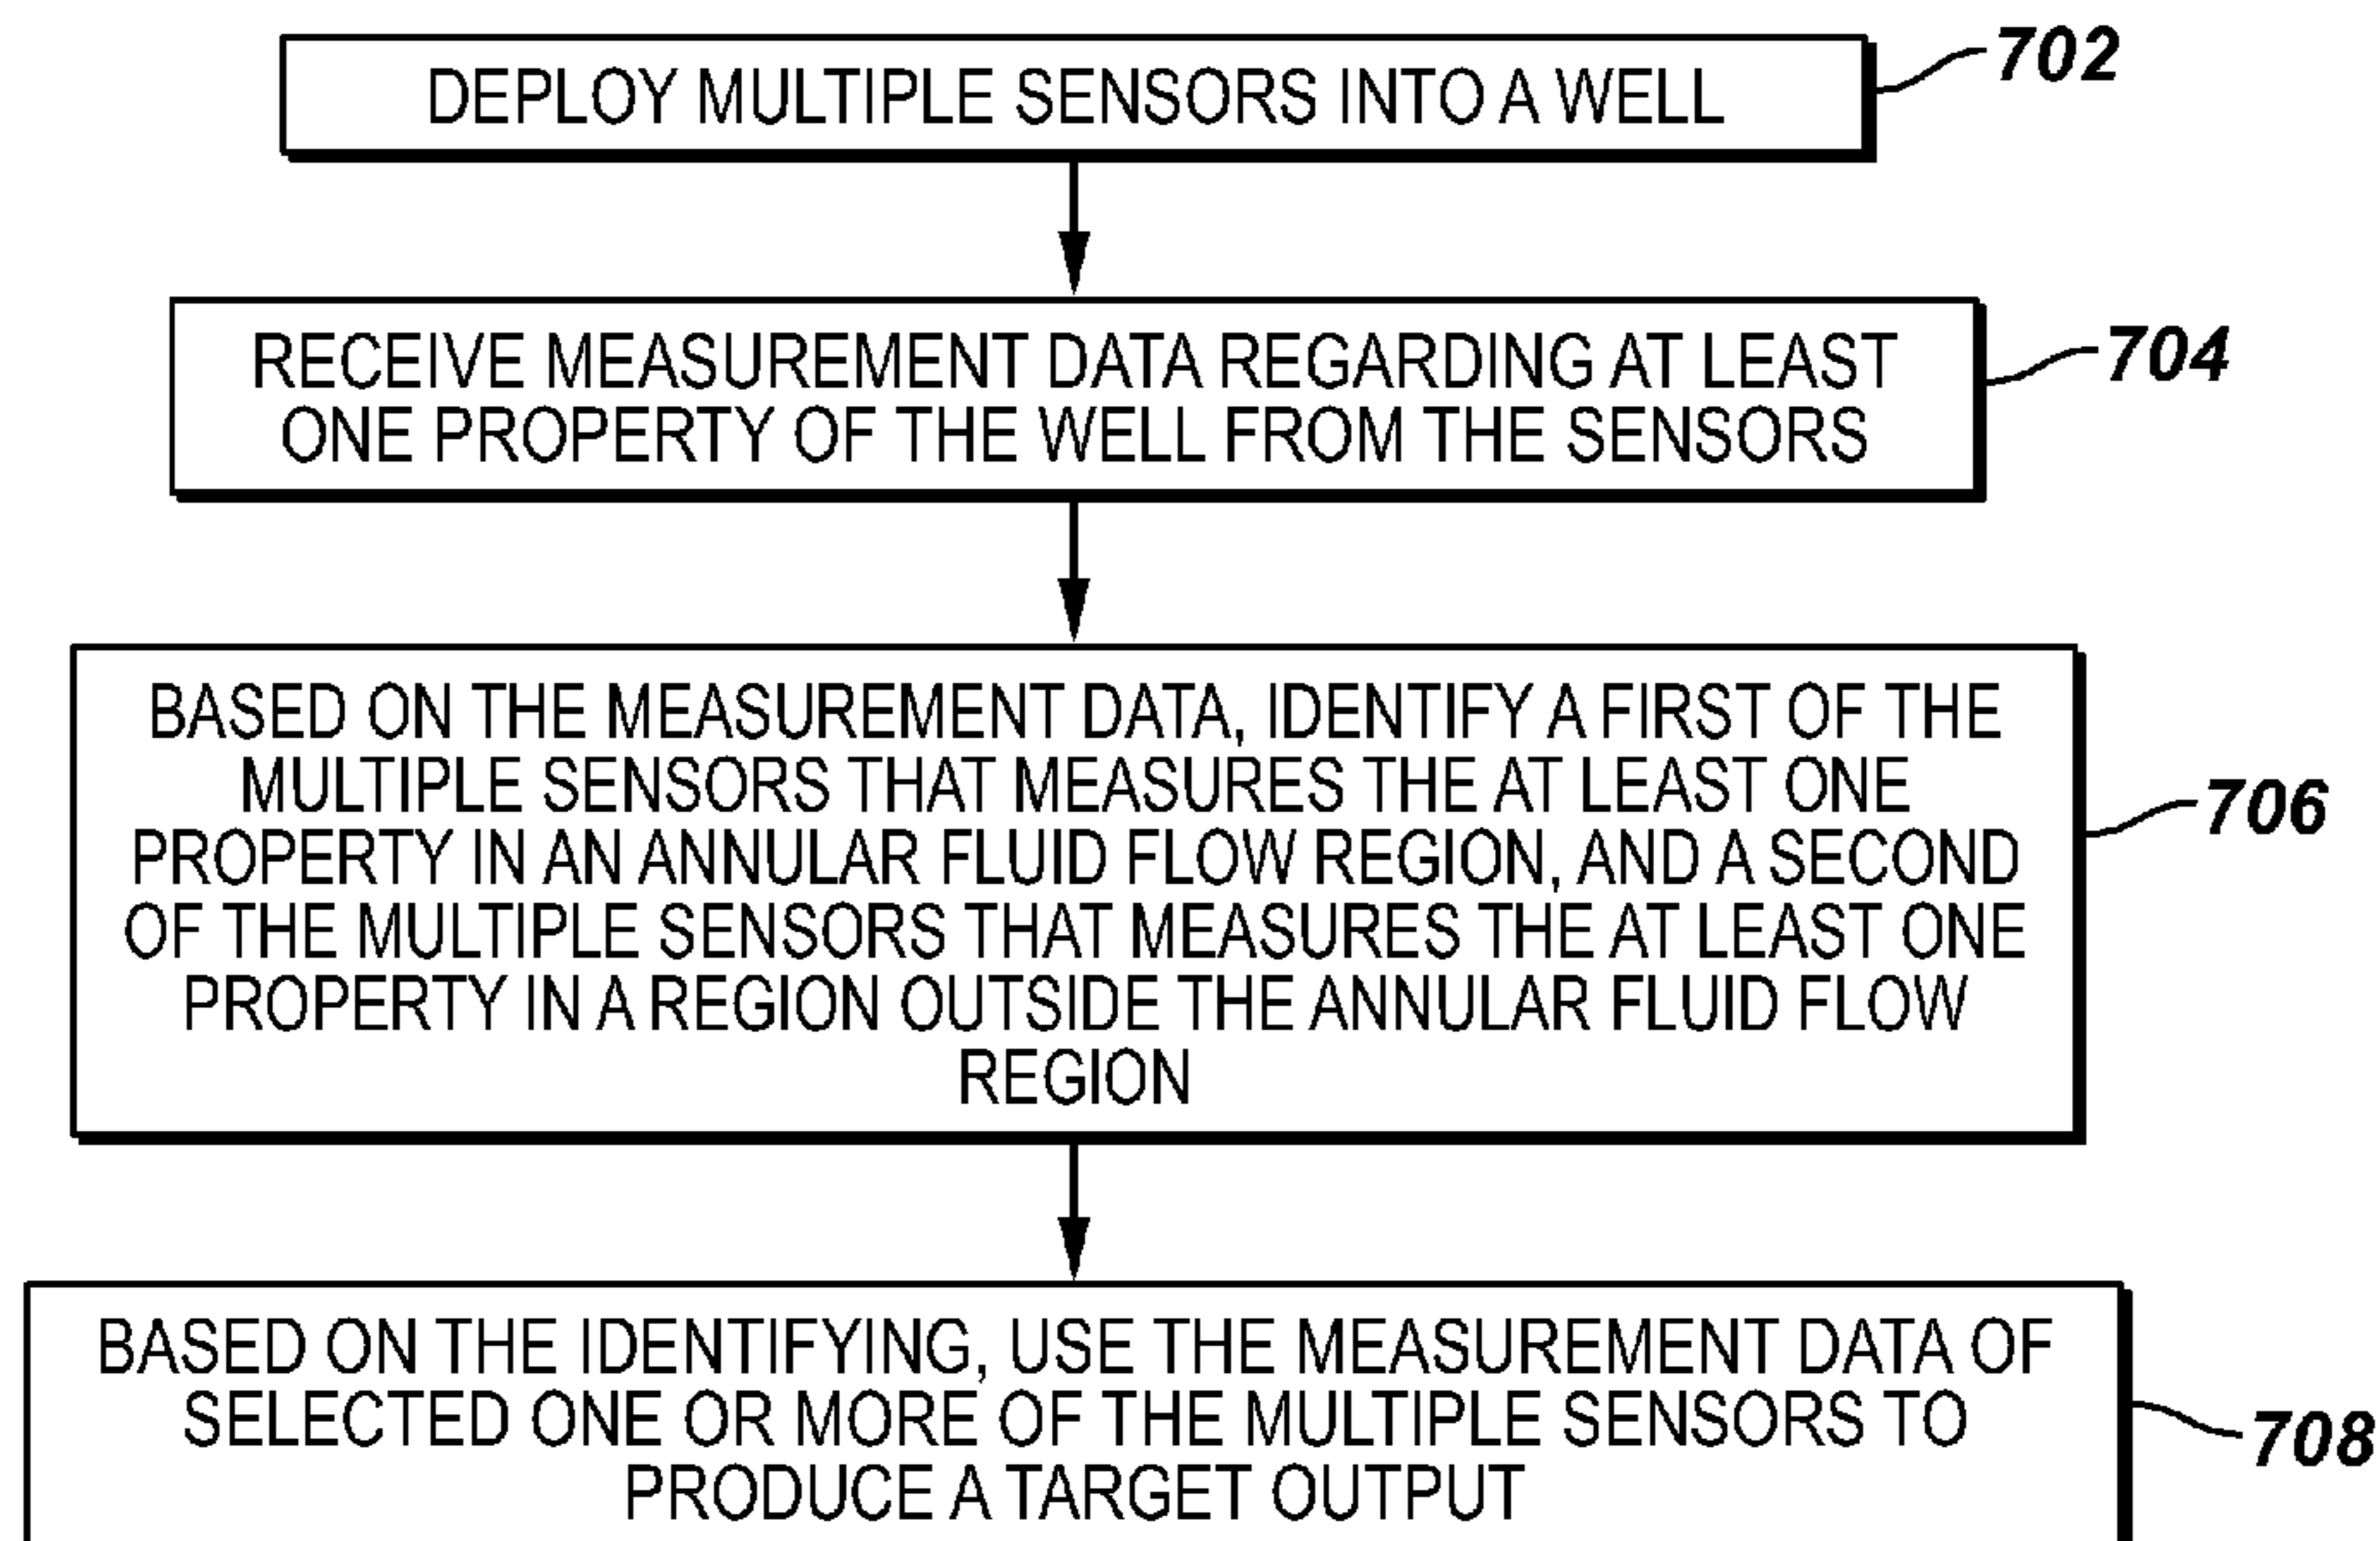 DEPLOY MULTIPLE SENSORS INTO A WELL
702
RECEIVE MEASUREMENT DATA REGARDING AT LEAST
ONE PROPERTY OF THE WELL FROM THE SENSORS
704
BASED ON THE MEASUREMENT DATA, IDENTIFY A FIRST OF THE
MULTIPLE SENSORS THAT MEASURES THE AT LEAST ONE
PROPERTY IN AN ANNULAR FLUID FLOW REGION, AND A SECOND
OF THE MULTIPLE SENSORS THAT MEASURES THE AT LEAST ONE
PROPERTY IN A REGION OUTSIDE THE ANNULAR FLUID FLOW
REGION
706
BASED ON THE IDENTIFYING, USE THE MEASUREMENT DATA OF
SELECTED ONE OR MORE OF THE MULTIPLE SENSORS TO
PRODUCE A TARGET OUTPUT
708